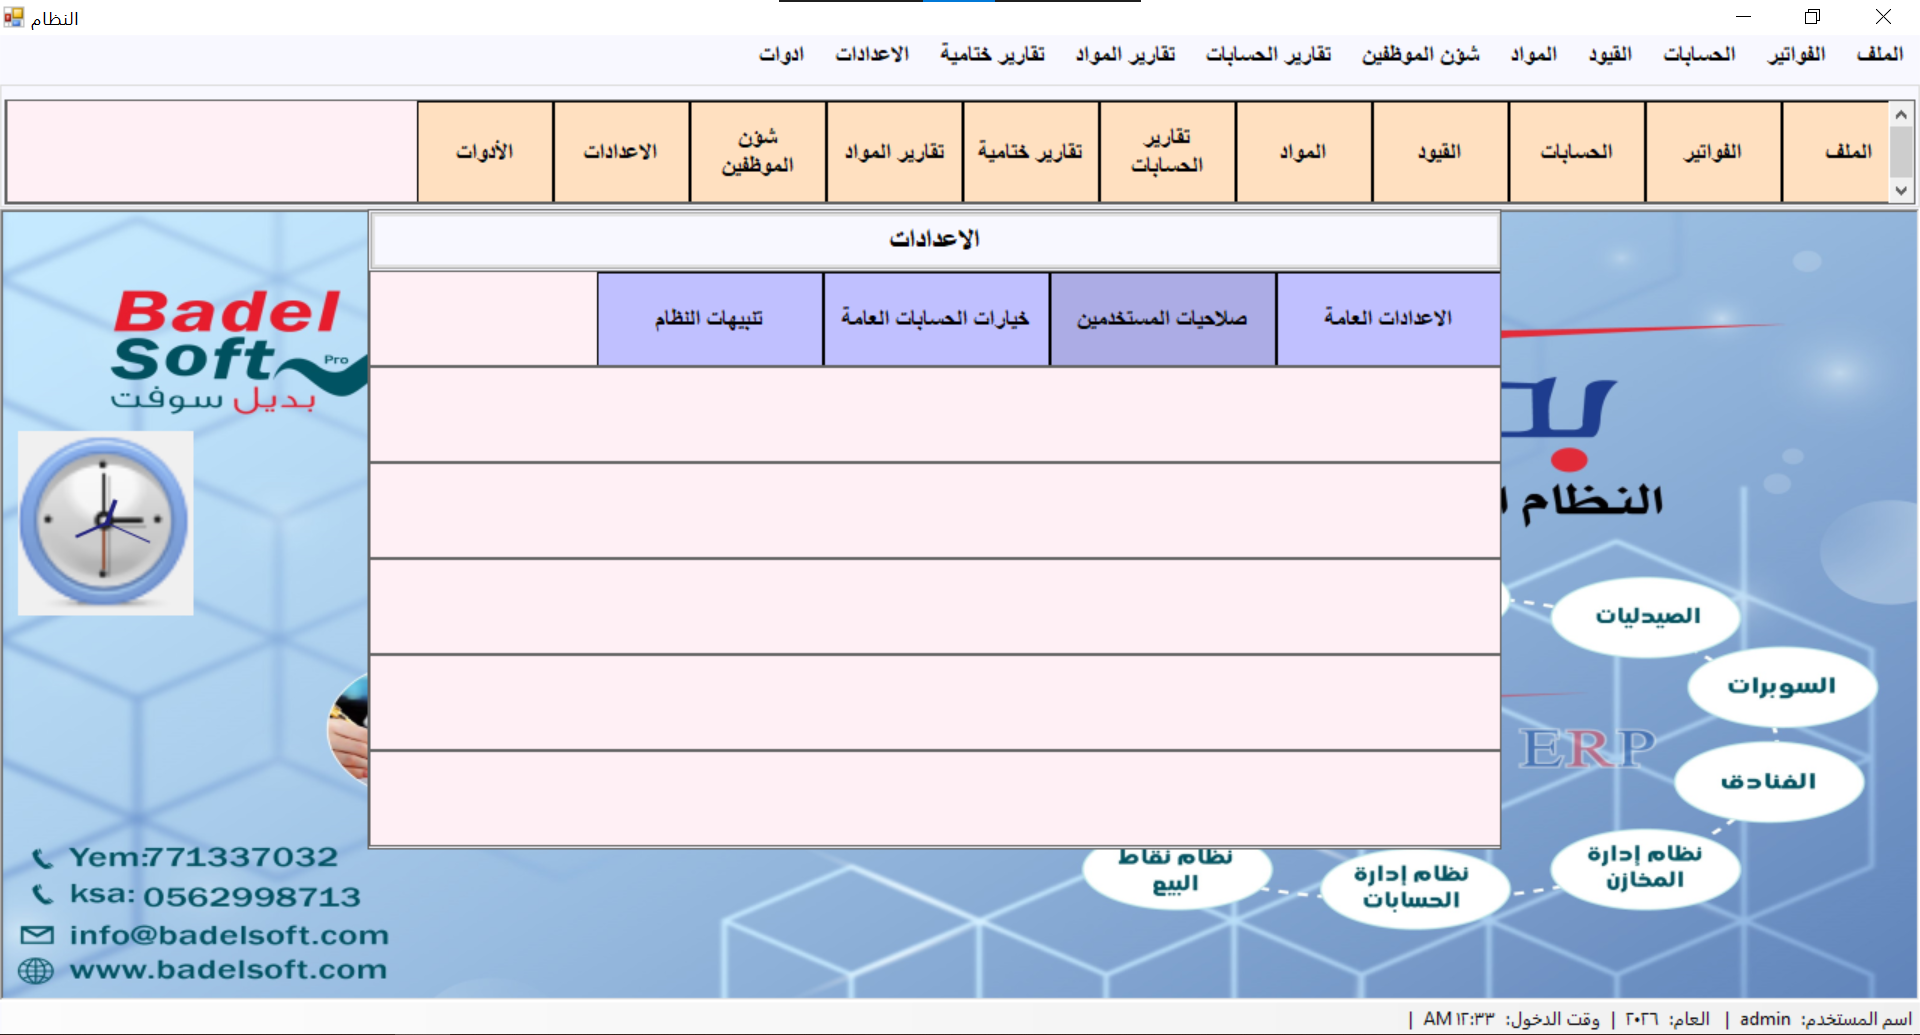 النظام
الملف الفواتير الحسابات القيود المواد شؤن الموظفين تقارير الحسابات تقارير المواد تقارير ختامية الاعدادات ادوات
الملف
الفواتير
الحسابات
القيود
المواد
تقارير
الحسابات
تقارير ختامية
تقارير المواد
شؤن
الموظفين
الاعدادات
الأدوات
الاعدادات
الاعدادات العامة
صلاحيات المستخدمين
خيارات الحسابات العامة
تنبيهات النظام
Badel
Soft Pro
بديل سوفت
النظام
الصيدليات
السوبرات
ERP
الفنادق
نظام إدارة
المخازن
نظام إدارة
الحسابات
نظام نقاط
البيع
Yem:771337032
ksa: 0562998713
info@badelsoft.com
www.badelsoft.com
اسم المستخدم: admin | العام: ٢٠٢٦ | وقت الدخول: ١٢:٣٣ AM |